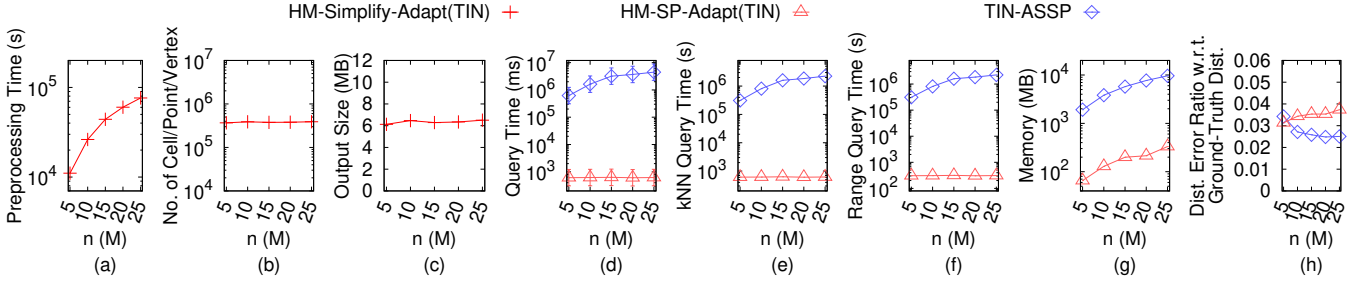 HM-Simplify-Adapt(TIN) HM-SP-Adapt(TIN) TIN-ASSP
Preprocessing Time (s)
10^5
10^4
5 10 15 20 25
n (M)
(a)
No. of Cell/Point/Vertex
10^7
10^6
10^5
10^4
5 10 15 20 25
n (M)
(b)
Output Size (MB)
12
10
8
6
4
2
0
5 10 15 20 25
n (M)
(c)
Query Time (ms)
10^7
10^6
10^5
10^4
10^3
5 10 15 20 25
n (M)
(d)
kNN Query Time (s)
10^6
10^5
10^4
10^3
5 10 15 20 25
n (M)
(e)
Range Query Time (s)
10^6
10^5
10^4
10^3
10^2
5 10 15 20 25
n (M)
(f)
Memory (MB)
10^4
10^3
10^2
5 10 15 20 25
n (M)
(g)
Dist. Error Ratio w.r.t.
Ground-Truth Dist.
0.06
0.05
0.04
0.03
0.02
0.01
0
5 10 15 20 25
n (M)
(h)